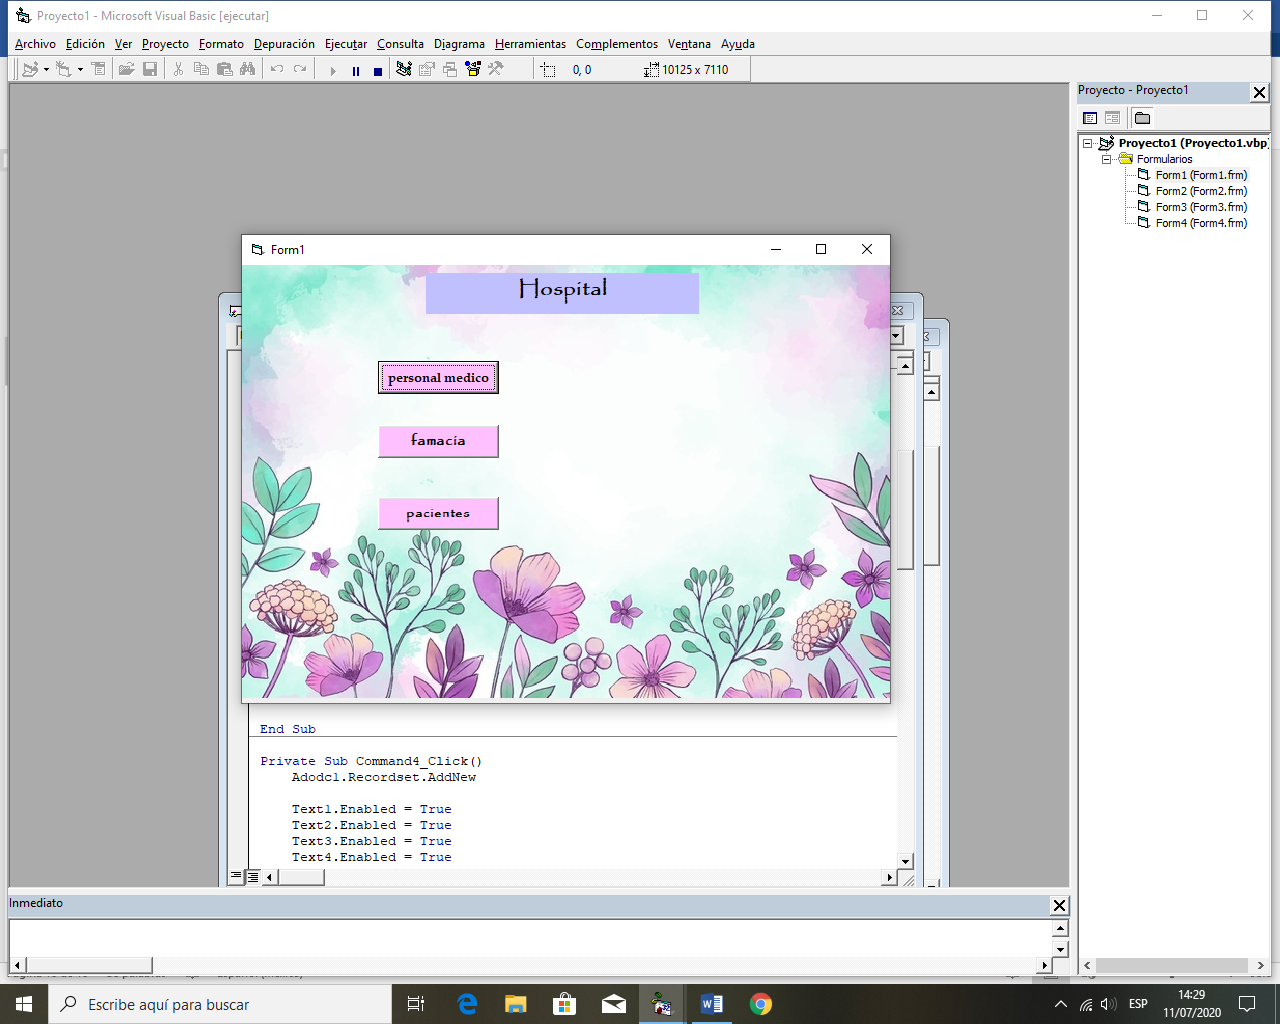 Proyecto1 - Microsoft Visual Basic [ejecutar]
Archivo Edición Ver Proyecto Formato Depuración Ejecutar Consulta Diagrama Herramientas Complementos Ventana Ayuda
0, 0 10125 x 7110
Proyecto - Proyecto1
Proyecto1 (Proyecto1.vbp)
Formularios
Form1 (Form1.frm)
Form2 (Form2.frm)
Form3 (Form3.frm)
Form4 (Form4.frm)
Form1
Hospital
personal medico
famacia
pacientes
End Sub
Private Sub Command4_Click()
Adodc1.Recordset.AddNew
Text1.Enabled = True
Text2.Enabled = True
Text3.Enabled = True
Text4.Enabled = True
Inmediato
Escribe aquí para buscar
ESP
14:29
11/07/2020